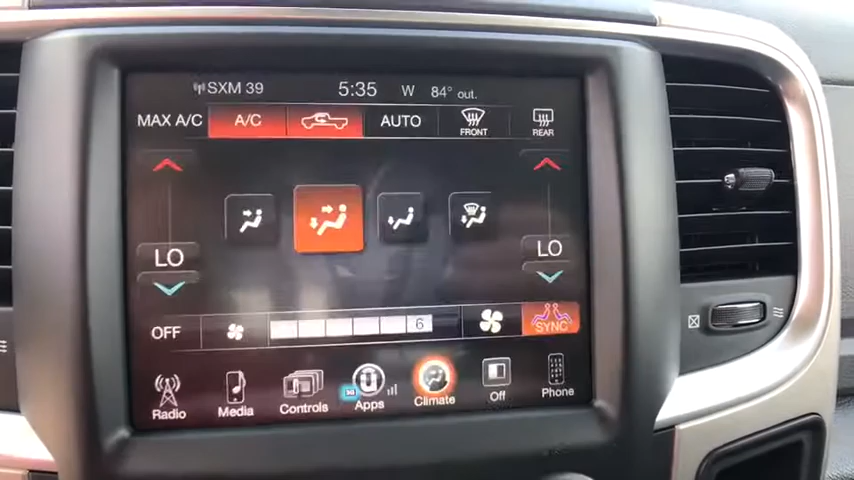 SXM 39 5:35 W 84° out.
MAX A/C A/C AUTO FRONT REAR
LO LO
OFF 6 SYNC
Radio Media Controls Apps Climate Off Phone